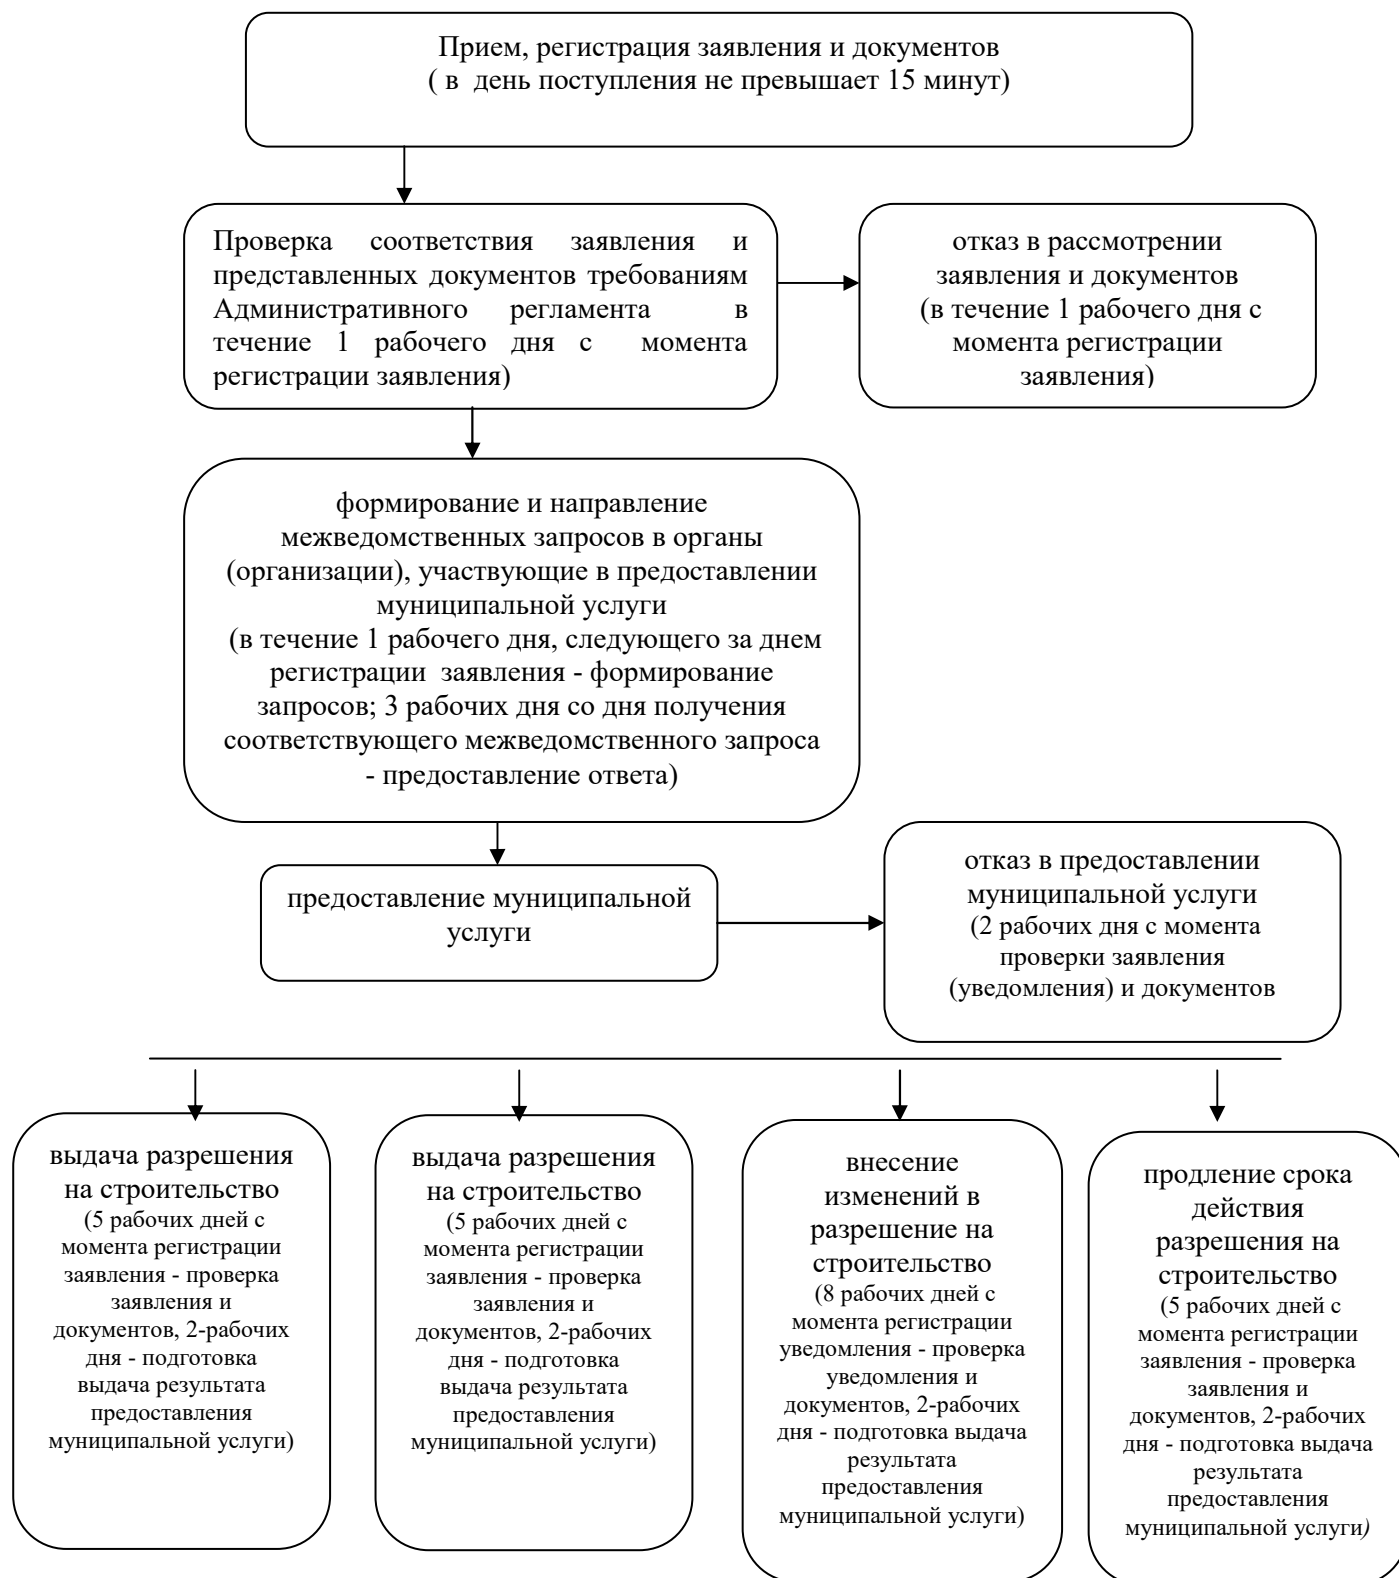 Прием, регистрация заявления и документов
( в  день поступления не превышает 15 минут)
Проверка соответствия заявления и
представленных документов требованиям
Административного регламента в
течение 1 рабочего дня с момента
регистрации заявления)
отказ в рассмотрении
заявления и документов
(в течение 1 рабочего дня с
момента регистрации
заявления)
формирование и направление
межведомственных запросов в органы
(организации), участвующие в предоставлении
муниципальной услуги
(в течение 1 рабочего дня, следующего за днем
регистрации  заявления - формирование
запросов; 3 рабочих дня со дня получения
соответствующего межведомственного запроса
- предоставление ответа)
предоставление муниципальной
услуги
отказ в предоставлении
муниципальной услуги
(2 рабочих дня с момента
проверки заявления
(уведомления) и документов
выдача разрешения
на строительство
(5 рабочих дней с
момента регистрации
заявления - проверка
заявления и
документов, 2-рабочих
дня - подготовка
выдача результата
предоставления
муниципальной услуги)
выдача разрешения
на строительство
(5 рабочих дней с
момента регистрации
заявления - проверка
заявления и
документов, 2-рабочих
дня - подготовка
выдача результата
предоставления
муниципальной услуги)
внесение
изменений в
разрешение на
строительство
(8 рабочих дней с
момента регистрации
уведомления - проверка
уведомления и
документов, 2-рабочих
дня - подготовка выдача
результата
предоставления
муниципальной услуги)
продление срока
действия
разрешения на
строительство
(5 рабочих дней с
момента регистрации
заявления - проверка
заявления и
документов, 2-рабочих
дня - подготовка выдача
результата
предоставления
муниципальной услуги)